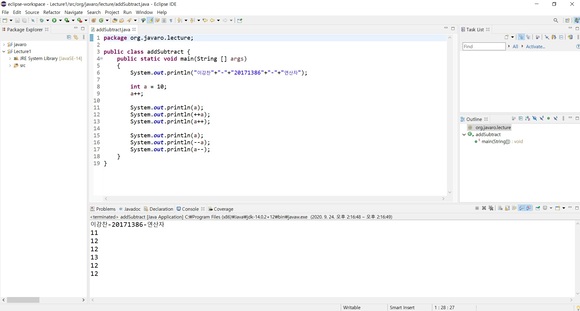 eclipse-workspace - Lecture1/src/org/javaro/lecture/addSubtract.java - Eclipse IDE
File Edit Source Refactor Navigate Search Project Run Window Help
Package Explorer
javaro
Lecture1
JRE System Library [JavaSE-14]
src
addSubtract.java
1 package org.javaro.lecture;
2
3 public class addSubtract {
4 public static void main(String [] args)
5 {
6 System.out.println("이강찬"+"-"+"20171386"+"-"+"연산자");
7
8 int a = 10;
9 a++;
10
11 System.out.println(a);
12 System.out.println(++a);
13 System.out.println(a++);
14
15 System.out.println(a);
16 System.out.println(--a);
17 System.out.println(a--);
18 }
19 }
Task List
Find
All
Activate...
Outline
org.javaro.lecture
addSubtract
main(String[]) : void
Problems Javadoc Declaration Console Coverage
<terminated> addSubtract [Java Application] C:₩Program Files (x86)₩Java₩jdk-14.0.2+12₩bin₩javaw.exe (2020. 9. 24. 오후 2:16:48 – 오후 2:16:49)
이강찬-20171386-연산자
11
12
12
13
12
12
Writable
Smart Insert
1 : 28 : 27